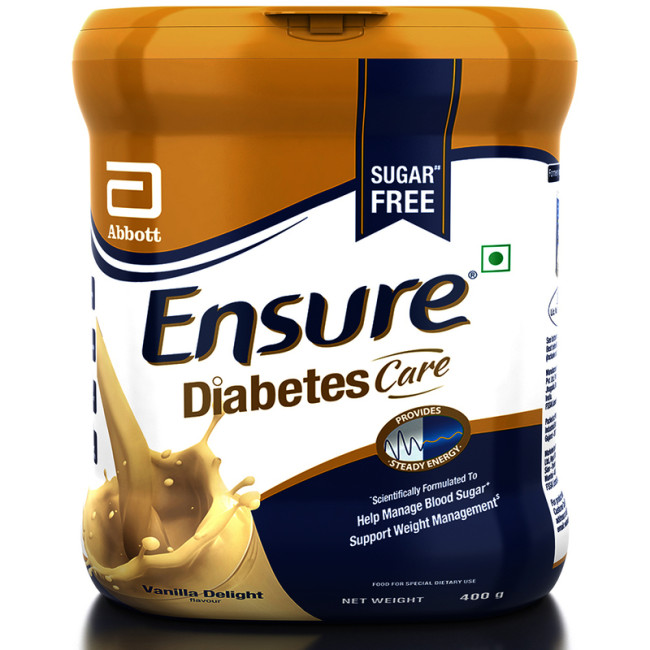 SUGAR## FREE
Abbott
Ensure®
Diabetes Care
PROVIDES
STEADY ENERGY
^Scientifically Formulated To
Help Manage Blood Sugar*
Support Weight Management$
FOOD FOR SPECIAL DIETARY USE
Vanilla Delight
flavour
NET WEIGHT 400 g